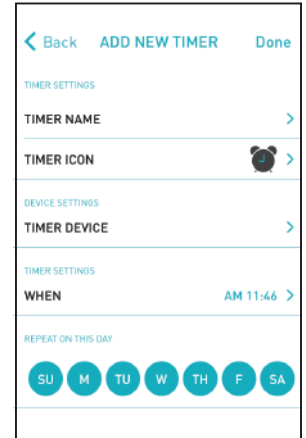 Back ADD NEW TIMER Done
TIMER SETTINGS
TIMER NAME
TIMER ICON
DEVICE SETTINGS
TIMER DEVICE
TIMER SETTINGS
WHEN AM 11:46
REPEAT ON THIS DAY
SU M TU W TH F SA